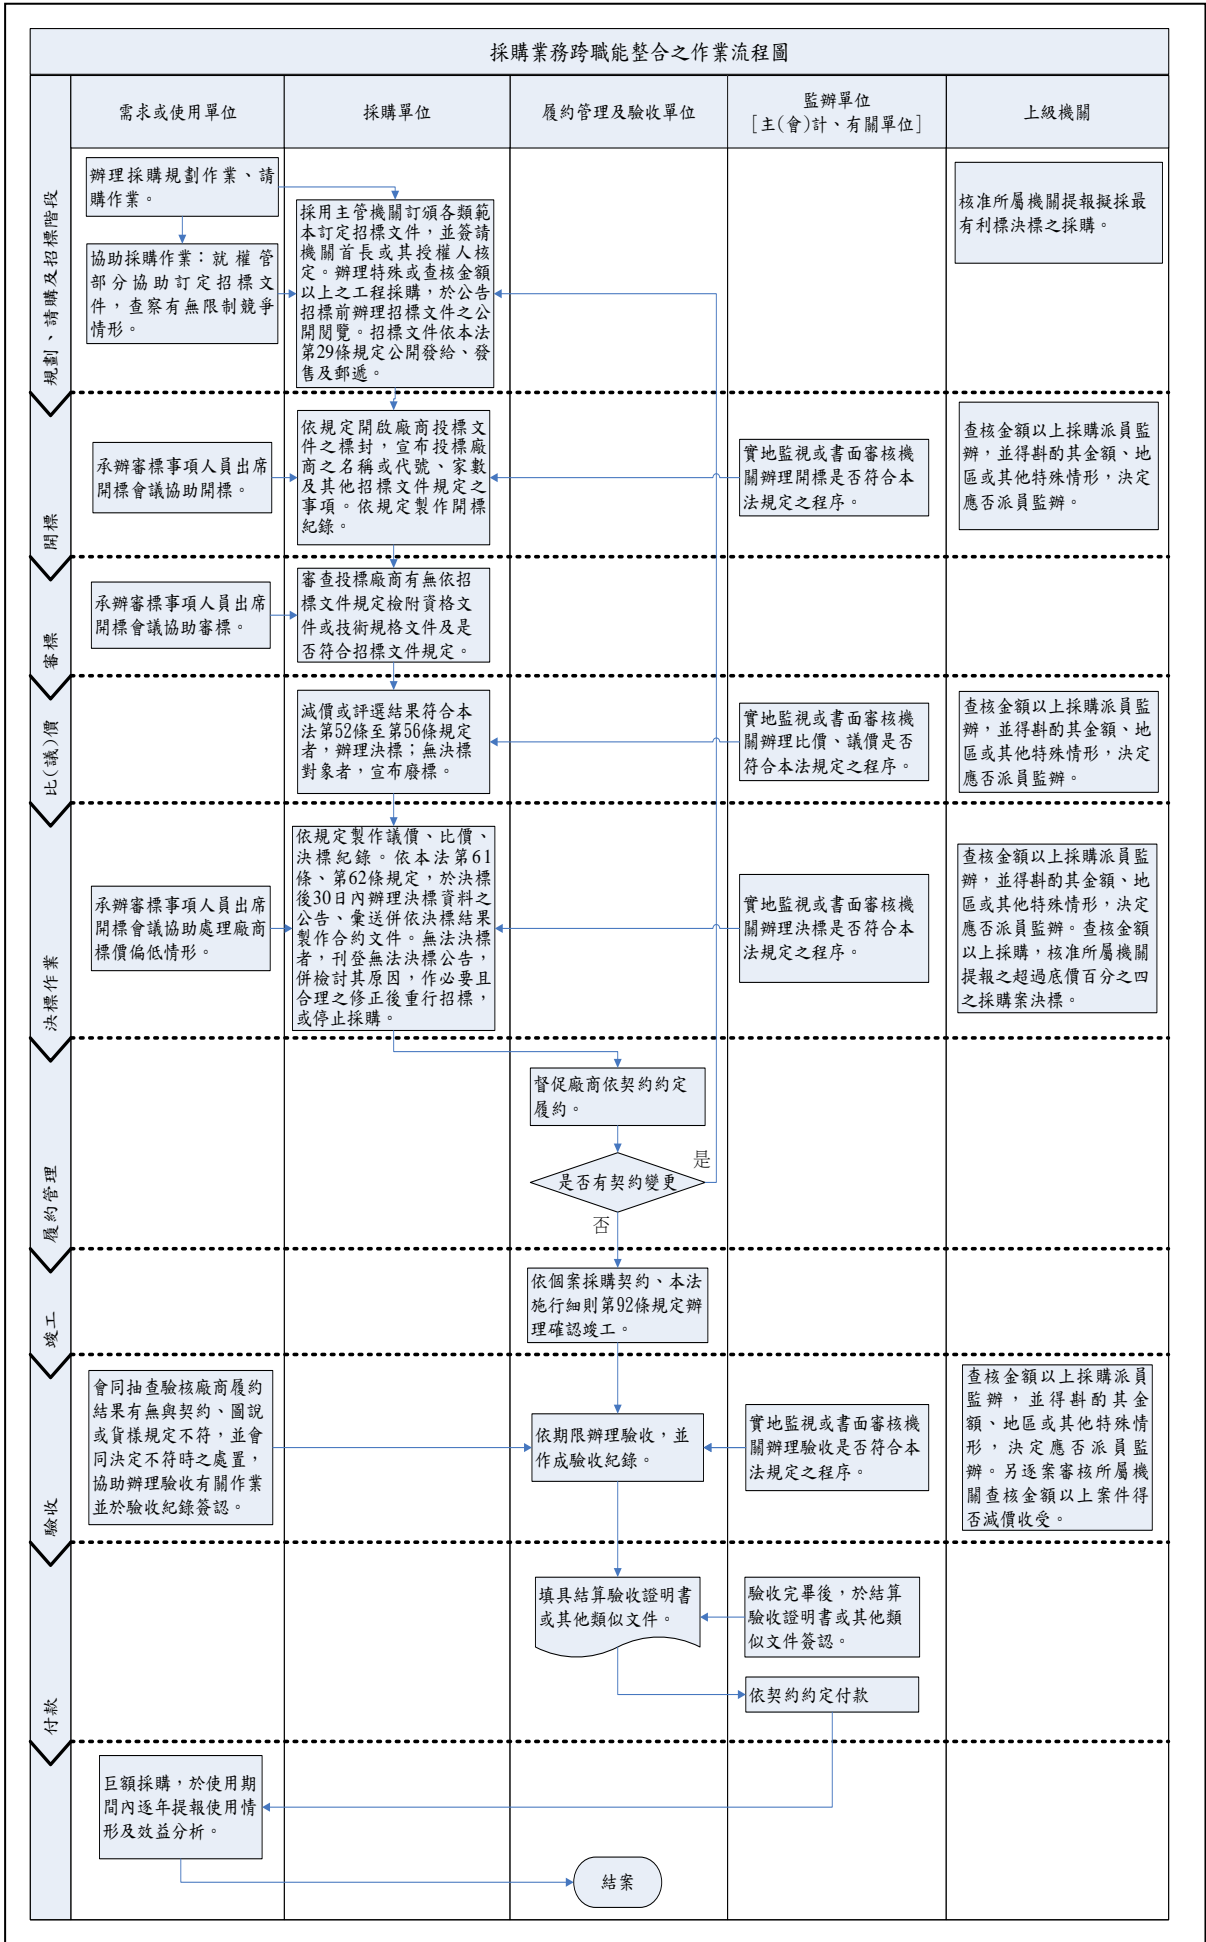 採購業務跨職能整合之作業流程圖
需求或使用單位
採購單位
履約管理及驗收單位
監辦單位
[主(會)計、有關單位]
上級機關
規劃、請購及招標階段
辦理採購規劃作業、請
購作業。
協助採購作業：就權管
部分協助訂定招標文
件，查察有無限制競爭
情形。
採用主管機關訂頒各類範
本訂定招標文件，並簽請
機關首長或其授權人核
定。辦理特殊或查核金額
以上之工程採購，於公告
招標前辦理招標文件之公
開閱覽。招標文件依本法
第29條規定公開發給、發
售及郵遞。
核准所屬機關提報擬採最
有利標決標之採購。
開標
承辦審標事項人員出席
開標會議協助開標。
依規定開啟廠商投標文
件之標封，宣布投標廠
商之名稱或代號、家數
及其他招標文件規定之
事項。依規定製作開標
紀錄。
實地監視或書面審核機
關辦理開標是否符合本
法規定之程序。
查核金額以上採購派員監
辦，並得斟酌其金額、地
區或其他特殊情形，決定
應否派員監辦。
審標
承辦審標事項人員出席
開標會議協助審標。
審查投標廠商有無依招
標文件規定檢附資格文
件或技術規格文件及是
否符合招標文件規定。
比(議)價
減價或評選結果符合本
法第52條至第56條規定
者，辦理決標；無決標
對象者，宣布廢標。
實地監視或書面審核機
關辦理比價、議價是否
符合本法規定之程序。
查核金額以上採購派員監
辦，並得斟酌其金額、地
區或其他特殊情形，決定
應否派員監辦。
決標作業
承辦審標事項人員出席
開標會議協助處理廠商
標價偏低情形。
依規定製作議價、比價、
決標紀錄。依本法第61
條、第62條規定，於決標
後30日內辦理決標資料之
公告、彙送併依決標結果
製作合約文件。無法決標
者，刊登無法決標公告，
併檢討其原因，作必要且
合理之修正後重行招標，
或停止採購。
實地監視或書面審核機
關辦理決標是否符合本
法規定之程序。
查核金額以上採購派員監
辦，並得斟酌其金額、地
區或其他特殊情形，決定
應否派員監辦。查核金額
以上採購，核准所屬機關
提報之超過底價百分之四
之採購案決標。
履約管理
督促廠商依契約約定
履約。
是否有契約變更
是
否
竣工
依個案採購契約、本法
施行細則第92條規定辦
理確認竣工。
驗收
會同抽查驗核廠商履約
結果有無與契約、圖說
或貨樣規定不符，並會
同決定不符時之處置，
協助辦理驗收有關作業
並於驗收紀錄簽認。
依期限辦理驗收，並
作成驗收紀錄。
實地監視或書面審核機
關辦理驗收是否符合本
法規定之程序。
查核金額以上採購派員
監辦，並得斟酌其金
額、地區或其他特殊情
形，決定應否派員監
辦。另逐案審核所屬機
關查核金額以上案件得
否減價收受。
付款
填具結算驗收證明書
或其他類似文件。
驗收完畢後，於結算
驗收證明書或其他類
似文件簽認。
依契約約定付款
巨額採購，於使用期
間內逐年提報使用情
形及效益分析。
結案